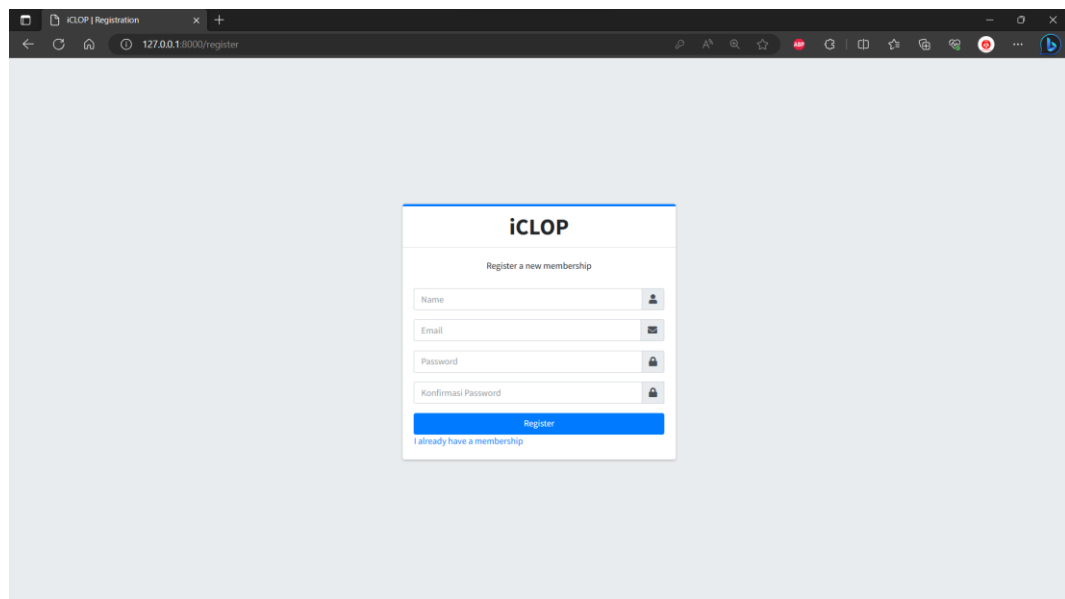 iCLOP | Registration
127.0.0.1:8000/register
ABP
iCLOP
Register a new membership
Name
Email
Password
Konfirmasi Password
Register
I already have a membership